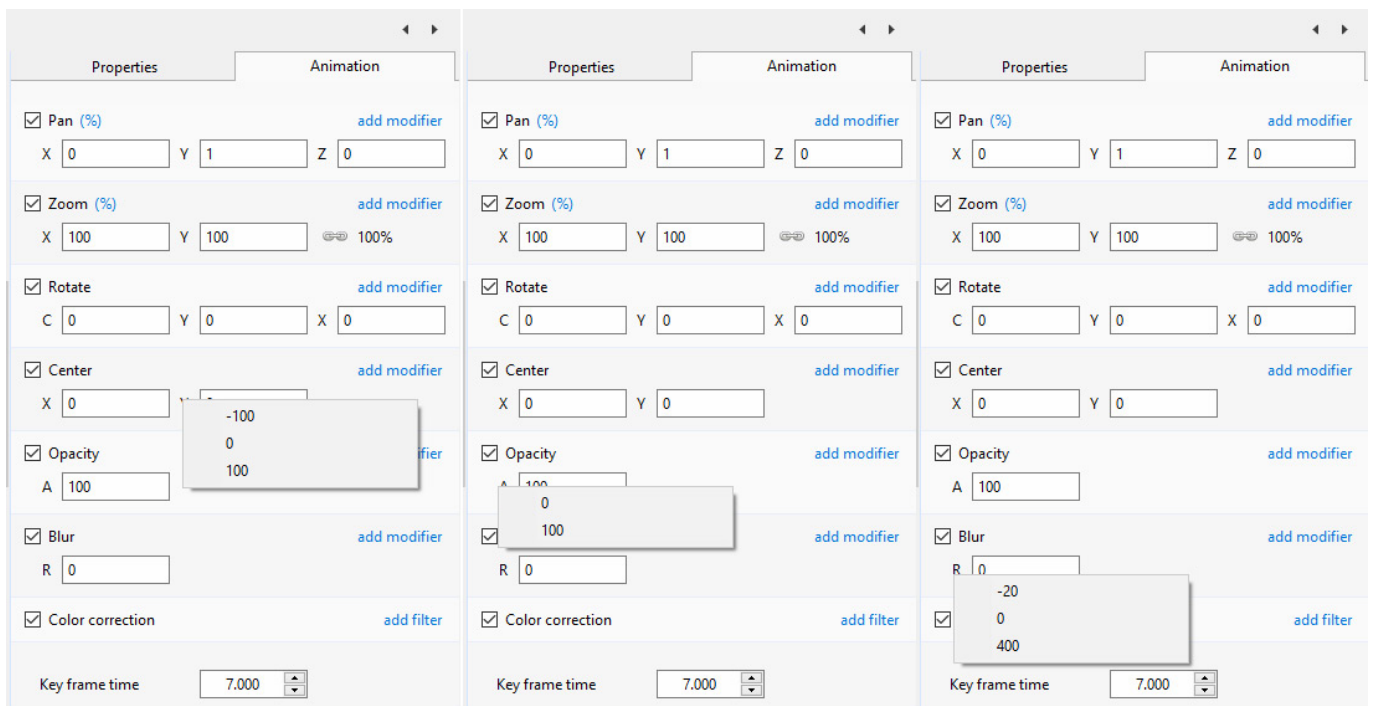 Properties Animation
Pan (%) add modifier
X 0 Y 1 Z 0
Zoom (%) add modifier
X 100 Y 100 100%
Rotate add modifier
C 0 Y 0 X 0
Center add modifier
X 0
-100
0
100
Opacity
A 100
Blur add modifier
R 0
Color correction add filter
Key frame time 7.000
Properties Animation
Pan (%) add modifier
X 0 Y 1 Z 0
Zoom (%) add modifier
X 100 Y 100 100%
Rotate add modifier
C 0 Y 0 X 0
Center add modifier
X 0 Y 0
Opacity add modifier
A 100
0
100
add modifier
R 0
Color correction add filter
Key frame time 7.000
Properties Animation
Pan (%) add modifier
X 0 Y 1 Z 0
Zoom (%) add modifier
X 100 Y 100 100%
Rotate add modifier
C 0 Y 0 X 0
Center add modifier
X 0 Y 0
Opacity add modifier
A 100
Blur add modifier
R 0
-20
0
400
add filter
Key frame time 7.000